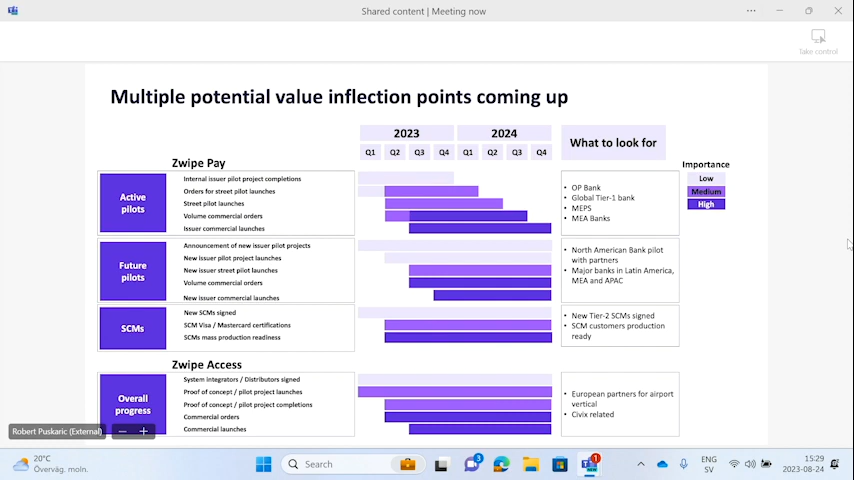 Shared content | Meeting now
Take control
Multiple potential value inflection points coming up
2023 2024 What to look for
Q1 Q2 Q3 Q4 Q1 Q2 Q3 Q4
Importance
Low
Medium
High
Zwipe Pay
Active pilots
Internal issuer pilot project completions
Orders for street pilot launches
Street pilot launches
Volume commercial orders
Issuer commercial launches
• OP Bank
• Global Tier-1 bank
• MEPS
• MEA Banks
Future pilots
Announcement of new issuer pilot projects
New issuer pilot project launches
New issuer street pilot launches
Volume commercial orders
New issuer commercial launches
• North American Bank pilot
with partners
• Major banks in Latin America,
MEA and APAC
SCMs
New SCMs signed
SCM Visa / Mastercard certifications
SCMs mass production readiness
• New Tier-2 SCMs signed
• SCM customers production
ready
Zwipe Access
Overall progress
System integrators / Distributors signed
Proof of concept / pilot project launches
Proof of concept / pilot project completions
Commercial orders
Commercial launches
• European partners for airport
vertical
• Civix related
Robert Puskaric (External)
20°C
Överväg. moln.
Search
3
1
NEW
ENG
SV
15:29
2023-08-24